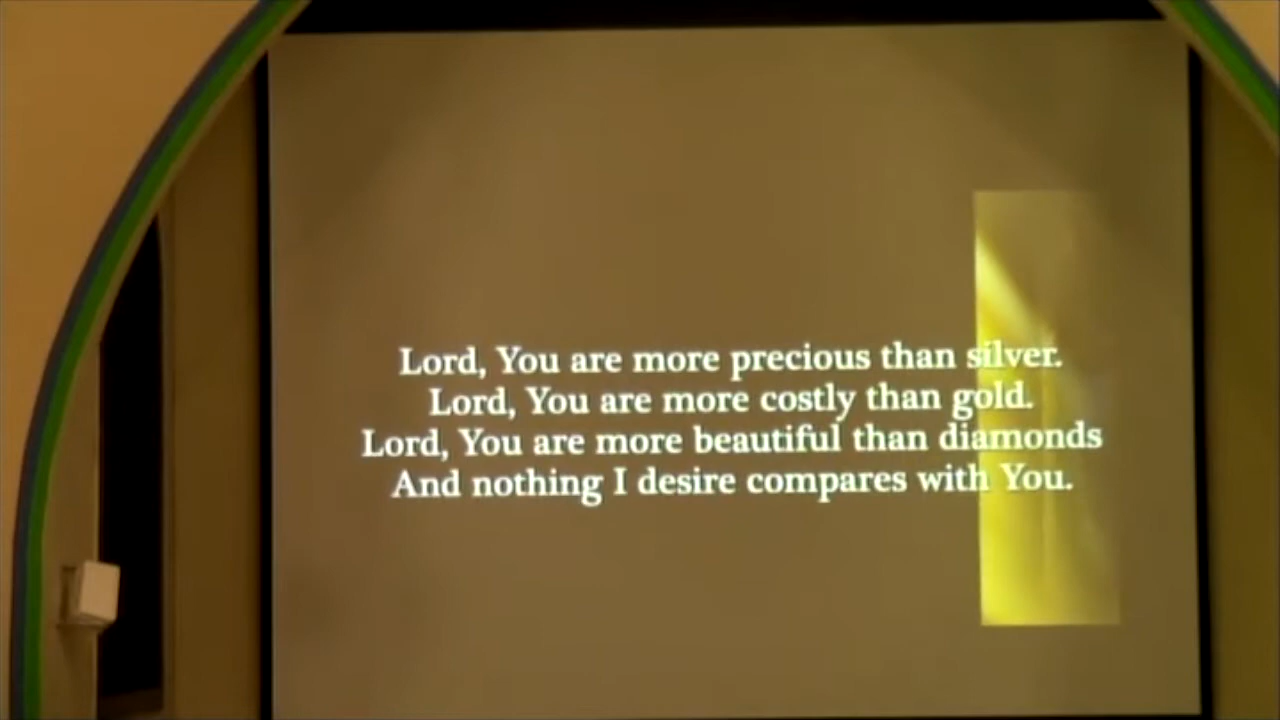 Lord, You are more precious than silver.
Lord, You are more costly than gold.
Lord, You are more beautiful than diamonds
And nothing I desire compares with You.